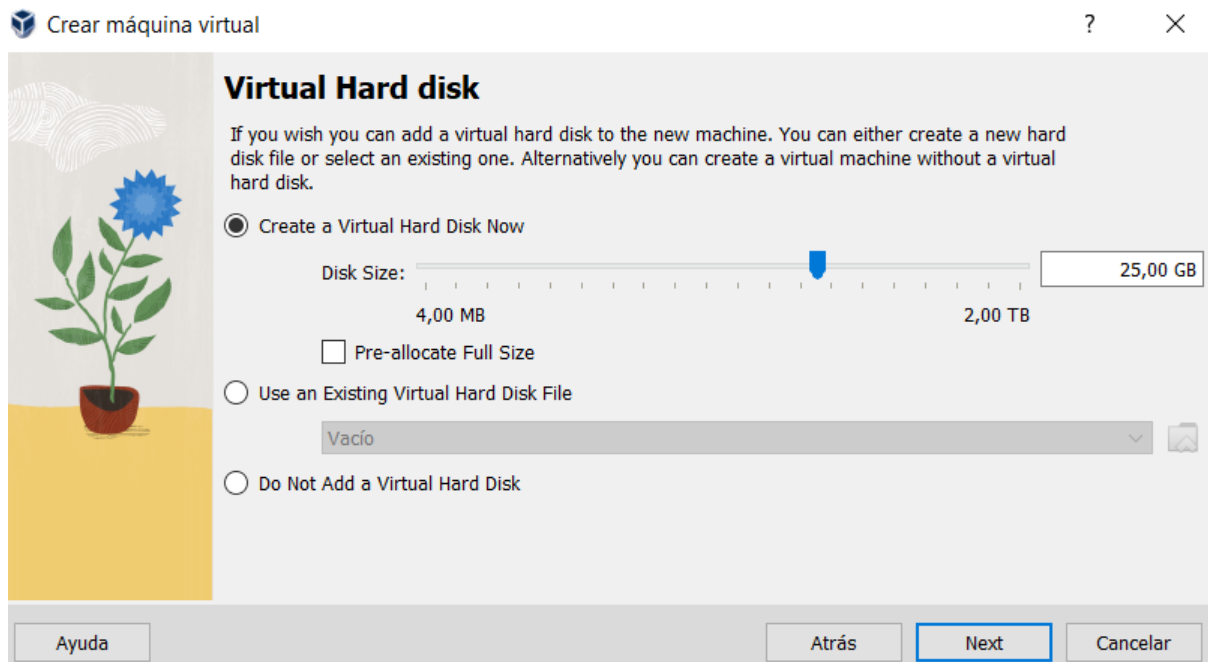 Crear máquina virtual
?
Virtual Hard disk
If you wish you can add a virtual hard disk to the new machine. You can either create a new hard
disk file or select an existing one. Alternatively you can create a virtual machine without a virtual
hard disk.
Create a Virtual Hard Disk Now
Disk Size:
25,00 GB
4,00 MB
2,00 TB
Pre-allocate Full Size
Use an Existing Virtual Hard Disk File
Vacío
Do Not Add a Virtual Hard Disk
Ayuda
Atrás
Next
Cancelar